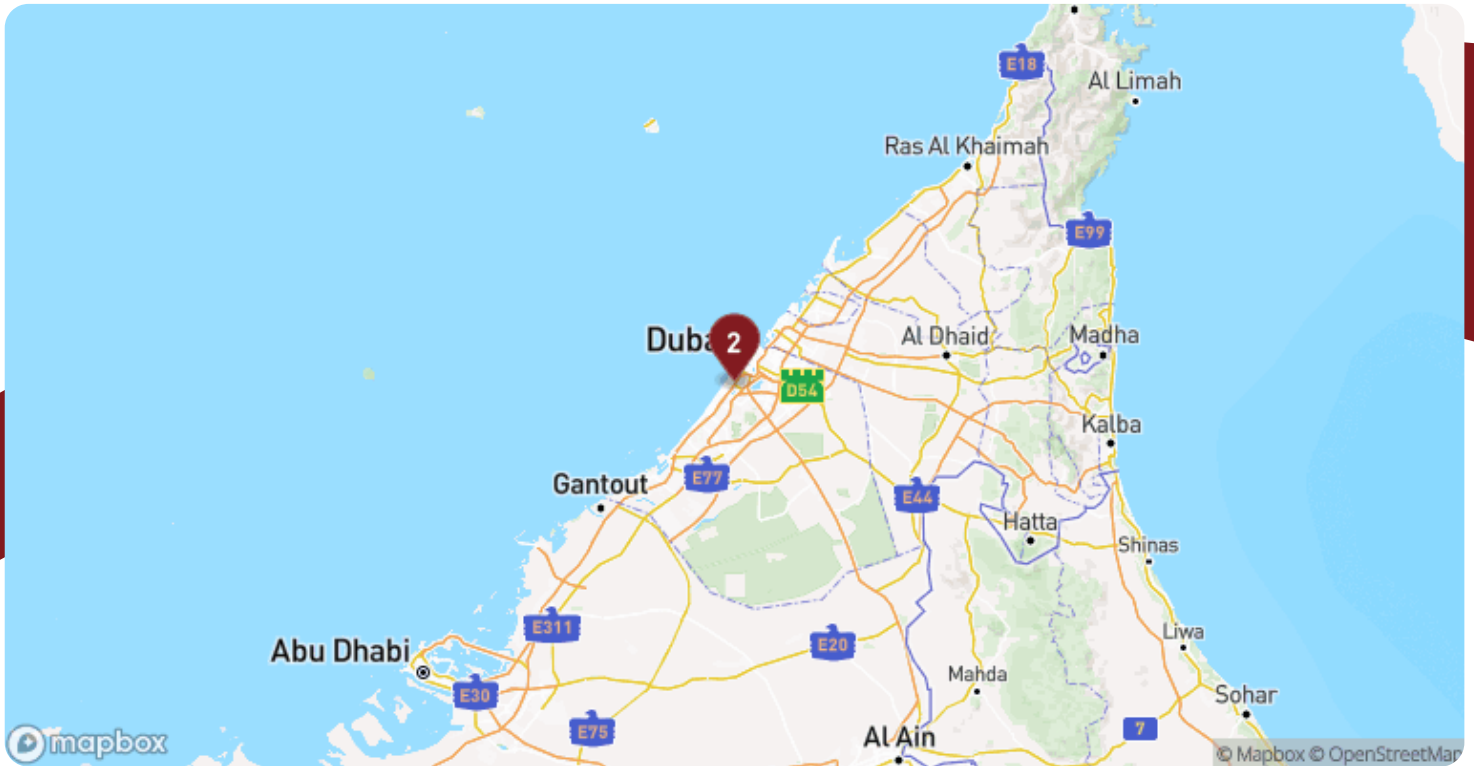 E18
Al Limah
Ras Al Khaimah
E99
Duba
2
Al Dhaid
Madha
D54
Kalba
Gantout
E77
E44
Hatta
Shinas
E311
Abu Dhabi
E20
Liwa
E30
Mahda
Sohar
E75
7
Al Ain
mapbox
© Mapbox © OpenStreetMap